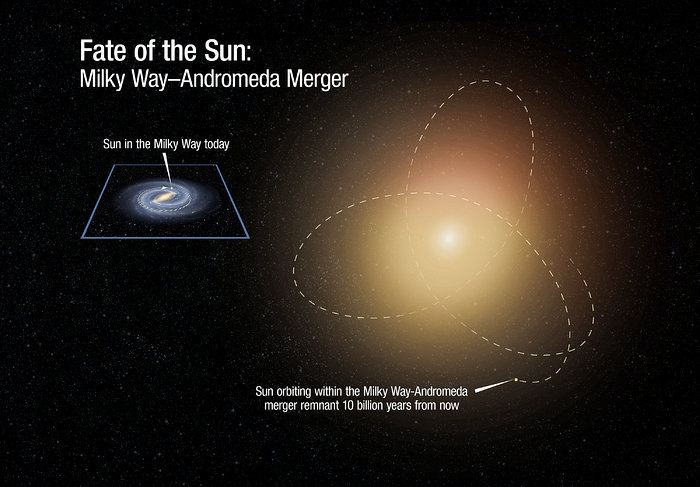 Fate of the Sun:
Milky Way–Andromeda Merger
Sun in the Milky Way today
Sun orbiting within the Milky Way-Andromeda
merger remnant 10 billion years from now